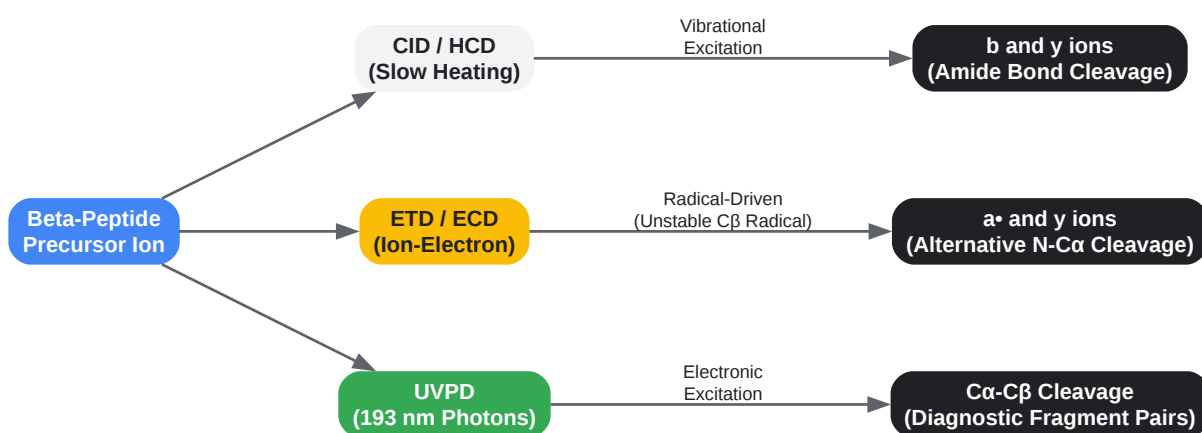 CID / HCD
(Slow Heating)
Vibrational
Excitation
b and y ions
(Amide Bond Cleavage)
Beta-Peptide
Precursor Ion
ETD / ECD
(Ion-Electron)
Radical-Driven
(Unstable Cβ Radical)
a• and y ions
(Alternative N-Cα Cleavage)
UVPD
(193 nm Photons)
Electronic
Excitation
Cα-Cβ Cleavage
(Diagnostic Fragment Pairs)